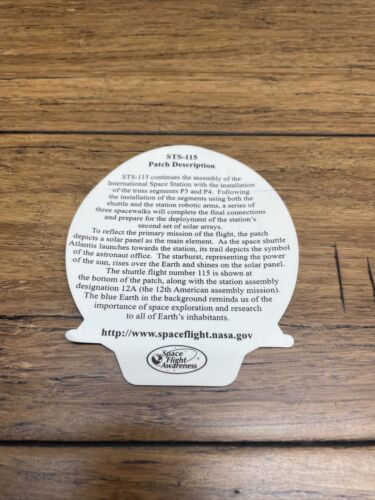 STS-115
Patch Description
STS-115 continues the assembly of the
International Space Station with the installation
of the truss segments P3 and P4. Following
the installation of the segments using both the
shuttle and the station robotic arms, a series of
three spacewalks will complete the final connections
and prepare for the deployment of the station's
second set of solar arrays.
To reflect the primary mission of the flight, the patch
depicts a solar panel as the main element. As the space shuttle
Atlantis launches towards the station, its trail depicts the symbol
of the astronaut office. The starburst, representing the power
of the sun, rises over the Earth and shines on the solar panel.
The shuttle flight number 115 is shown at
the bottom of the patch, along with the station assembly
designation 12A (the 12th American assembly mission).
The blue Earth in the background reminds us of the
importance of space exploration and research
to all of Earth's inhabitants.
http://www.spaceflight.nasa.gov
Space
Flight
Awareness